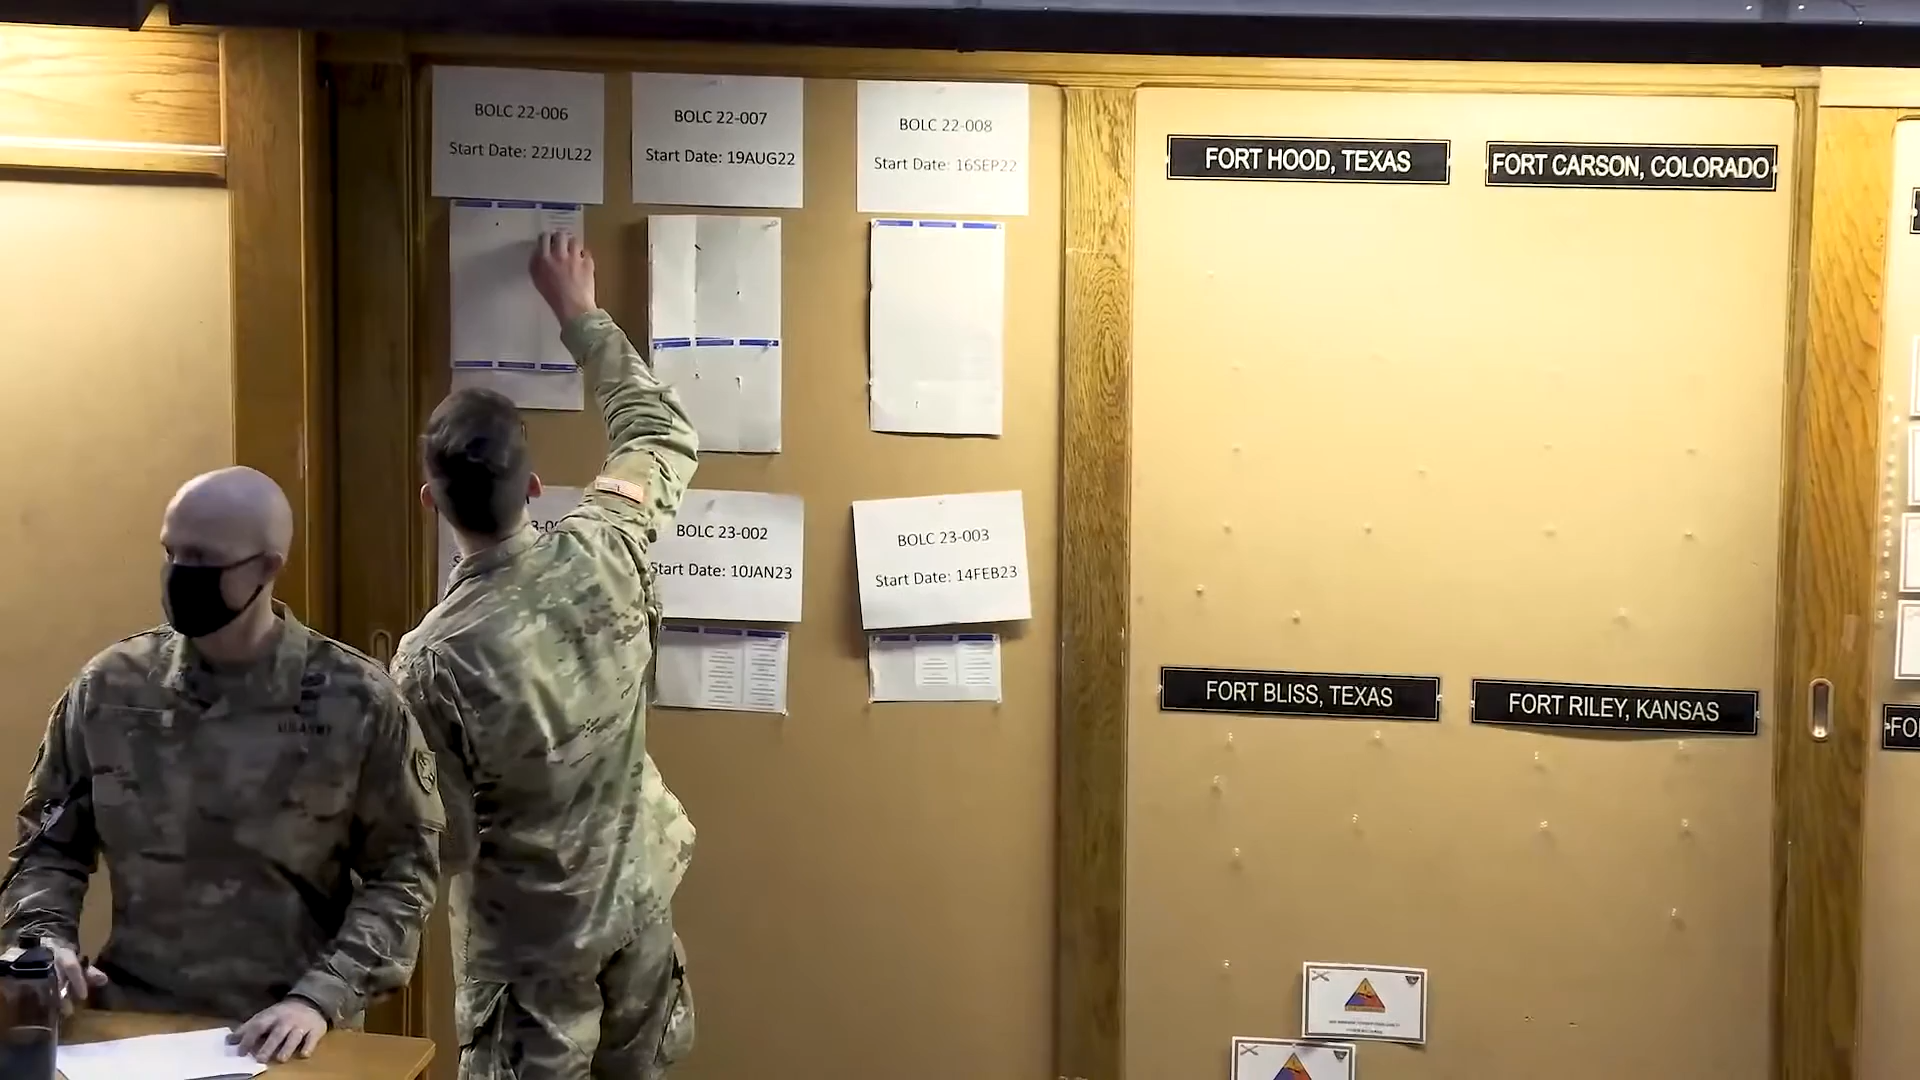 BOLC 22-006
Start Date: 22JUL22
BOLC 22-007
Start Date: 19AUG22
BOLC 22-008
Start Date: 16SEP22
FORT HOOD, TEXAS
FORT CARSON, COLORADO
BOLC 23-002
Start Date: 10JAN23
BOLC 23-003
Start Date: 14FEB23
FORT BLISS, TEXAS
FORT RILEY, KANSAS
U.S. ARMY